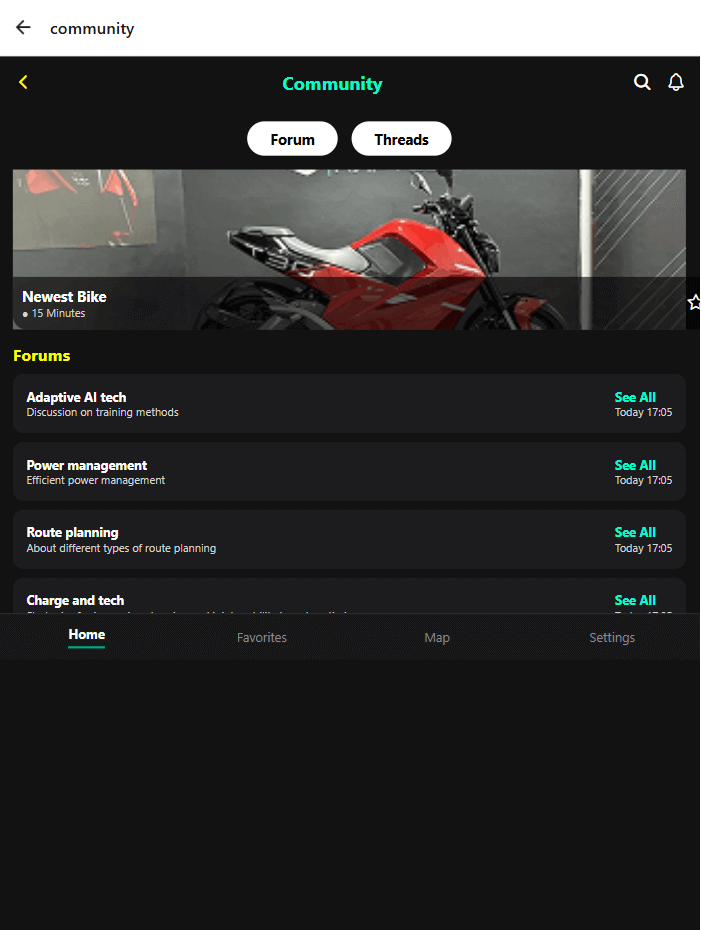 community
Community
Forum
Threads
Newest Bike
● 15 Minutes
Forums
Adaptive AI tech
See All
Discussion on training methods
Today 17:05
Power management
See All
Efficient power management
Today 17:05
Route planning
See All
About different types of route planning
Today 17:05
Charge and tech
See All
Home
Favorites
Map
Settings